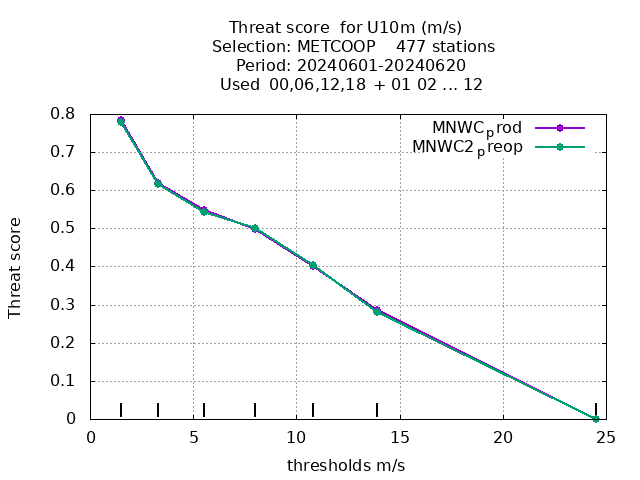 Threat score for U10m (m/s)
Selection: METCOOP 477 stations
Period: 20240601-20240620
Used 00,06,12,18 + 01 02 ... 12
MNWCprod
MNWC2preop
0.8
0.7
0.6
0.5
0.4
0.3
0.2
0.1
0
Threat score
0 5 10 15 20 25
thresholds m/s